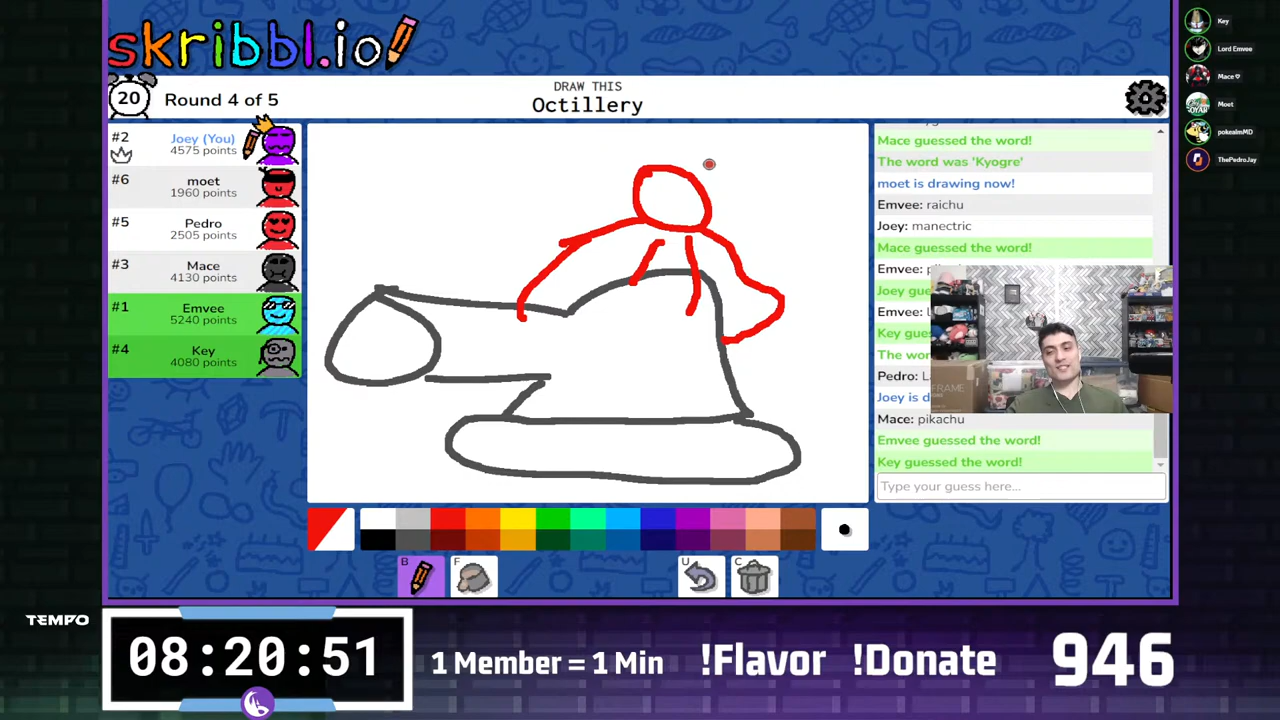 skribbl.io
20
Round 4 of 5
DRAW THIS
Octillery
#2
Joey (You)
4575 points
#6
moet
1960 points
#5
Pedro
2505 points
#3
Mace
4130 points
#1
Emvee
5240 points
#4
Key
4080 points
Mace guessed the word!
The word was 'Kyogre'
moet is drawing now!
Emvee: raichu
Joey: manectric
Mace guessed the word!
Emvee:
Joey gue
Emvee:
Key gue
The wor
Pedro:
Joey is d
Mace: pikachu
Emvee guessed the word!
Key guessed the word!
Type your guess here...
B
F
U
C
Key
Lord Emvee
Mace
Moet
pokealmMD
ThePedroJay
TEMPO
08:20:51
1 Member = 1 Min
!Flavor
!Donate
946